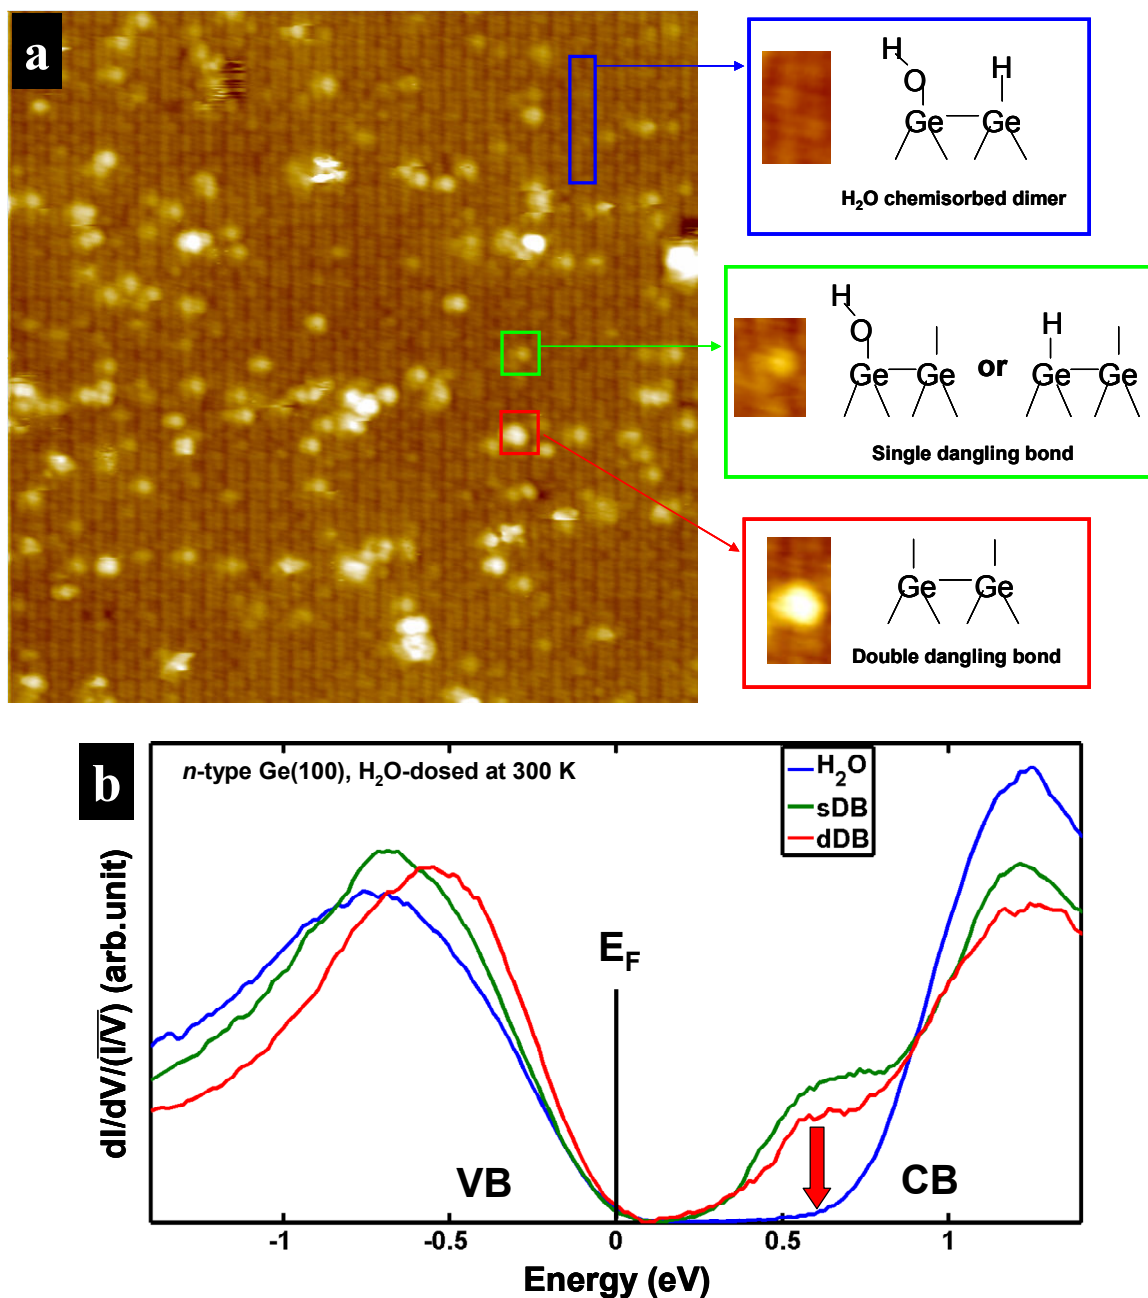 a
H
O
H
Ge
Ge
H₂O chemisorbed dimer
H
O
H
Ge
Ge
or
Ge
Ge
Single dangling bond
Ge
Ge
Double dangling bond
b
n-type Ge(100), H₂O-dosed at 300 K
H₂O
sDB
dDB
E_F
VB
CB
dI/dV/(I/V) (arb.unit)
-1
-0.5
0
0.5
1
Energy (eV)